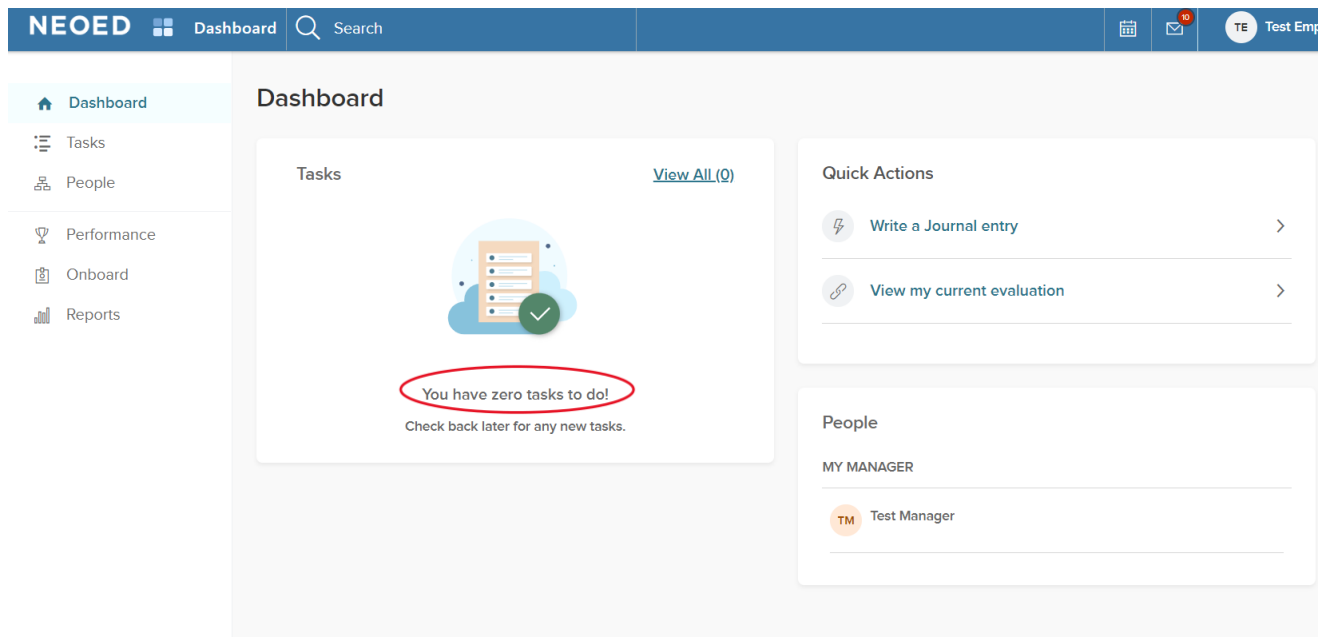 NEOED
Dashboard
Search
10
TE
Test Emp
Dashboard
Tasks
People
Performance
Onboard
Reports
Dashboard
Tasks
View All (0)
You have zero tasks to do!
Check back later for any new tasks.
Quick Actions
Write a Journal entry
View my current evaluation
People
MY MANAGER
TM
Test Manager